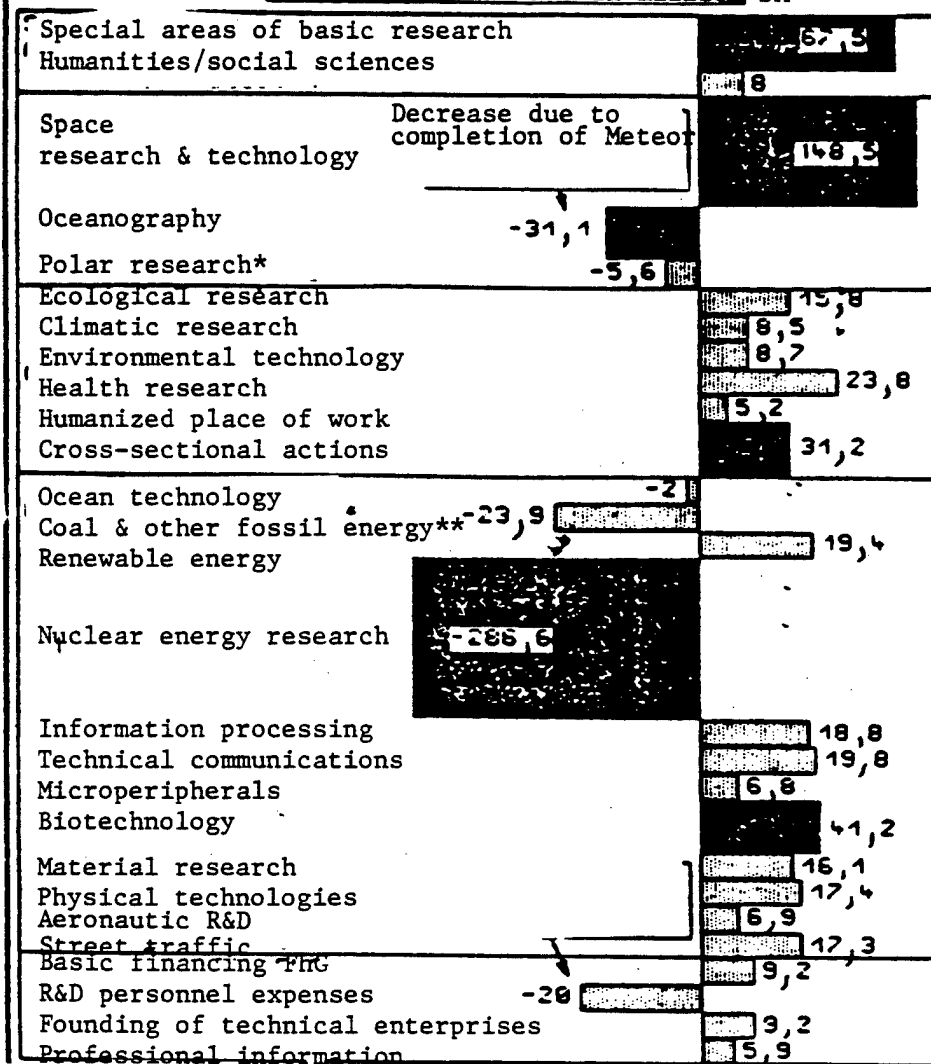 Special areas of basic research
67,5
Humanities/social sciences
8
Decrease due to
completion of Meteor
Space
research & technology
148,5
Oceanography
-31,1
Polar research*
-5,6
Ecological research
15,8
Climatic research
8,5
Environmental technology
8,7
Health research
23,8
Humanized place of work
5,2
Cross-sectional actions
31,2
Ocean technology
-2
Coal & other fossil energy**
-23,9
Renewable energy
19,4
Nuclear energy research
-286,6
Information processing
18,8
Technical communications
19,8
Microperipherals
6,8
Biotechnology
41,2
Material research
16,1
Physical technologies
17,4
Aeronautic R&D
6,9
Street traffic
17,3
Basic financing FhG
9,2
R&D personnel expenses
-20
Founding of technical enterprises
9,2
Professional information
5,9